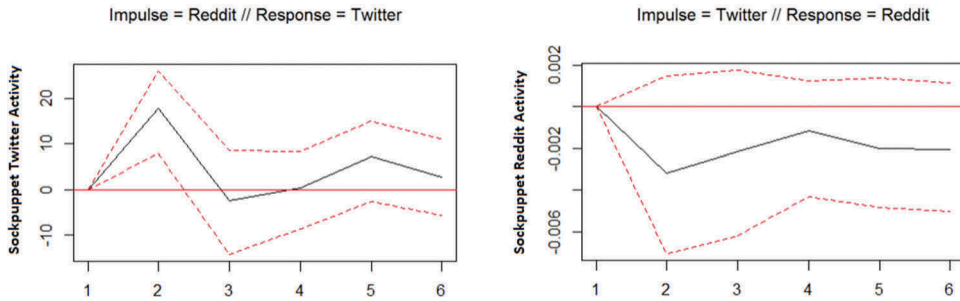 Impulse = Reddit // Response = Twitter
Sockpuppet Twitter Activity
20
10
0
-10
1 2 3 4 5 6
Impulse = Twitter // Response = Reddit
Sockpuppet Reddit Activity
0.002
-0.002
-0.006
1 2 3 4 5 6